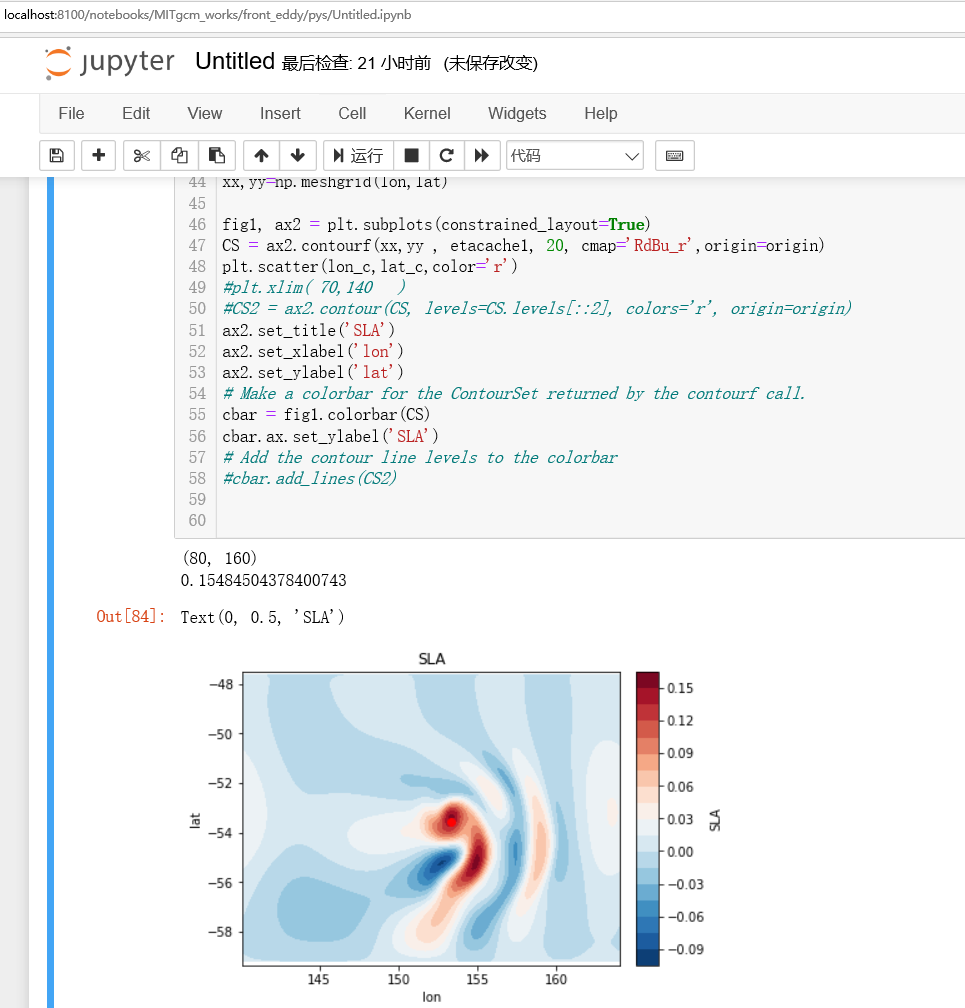 localhost:8100/notebooks/MITgcm_works/front_eddy/pys/Untitled.ipynb
jupyter Untitled 最后检查: 21 小时前 (未保存改变)
File Edit View Insert Cell Kernel Widgets Help
运行 代码
44 xx,yy=np.meshgrid(lon,lat)
45
46 fig1, ax2 = plt.subplots(constrained_layout=True)
47 CS = ax2.contourf(xx,yy , etacache1, 20, cmap='RdBu_r',origin=origin)
48 plt.scatter(lon_c,lat_c,color='r')
49 #plt.xlim( 70,140   )
50 #CS2 = ax2.contour(CS, levels=CS.levels[::2], colors='r', origin=origin)
51 ax2.set_title('SLA')
52 ax2.set_xlabel('lon')
53 ax2.set_ylabel('lat')
54 # Make a colorbar for the ContourSet returned by the contourf call.
55 cbar = fig1.colorbar(CS)
56 cbar.ax.set_ylabel('SLA')
57 # Add the contour line levels to the colorbar
58 #cbar.add_lines(CS2)
59
60
(80, 160)
0.15484504378400743
Out[84]: Text(0, 0.5, 'SLA')
SLA
−48
−50
−52
−54
−56
−58
lat
145 150 155 160
lon
0.15
0.12
0.09
0.06
0.03
0.00
−0.03
−0.06
−0.09
SLA